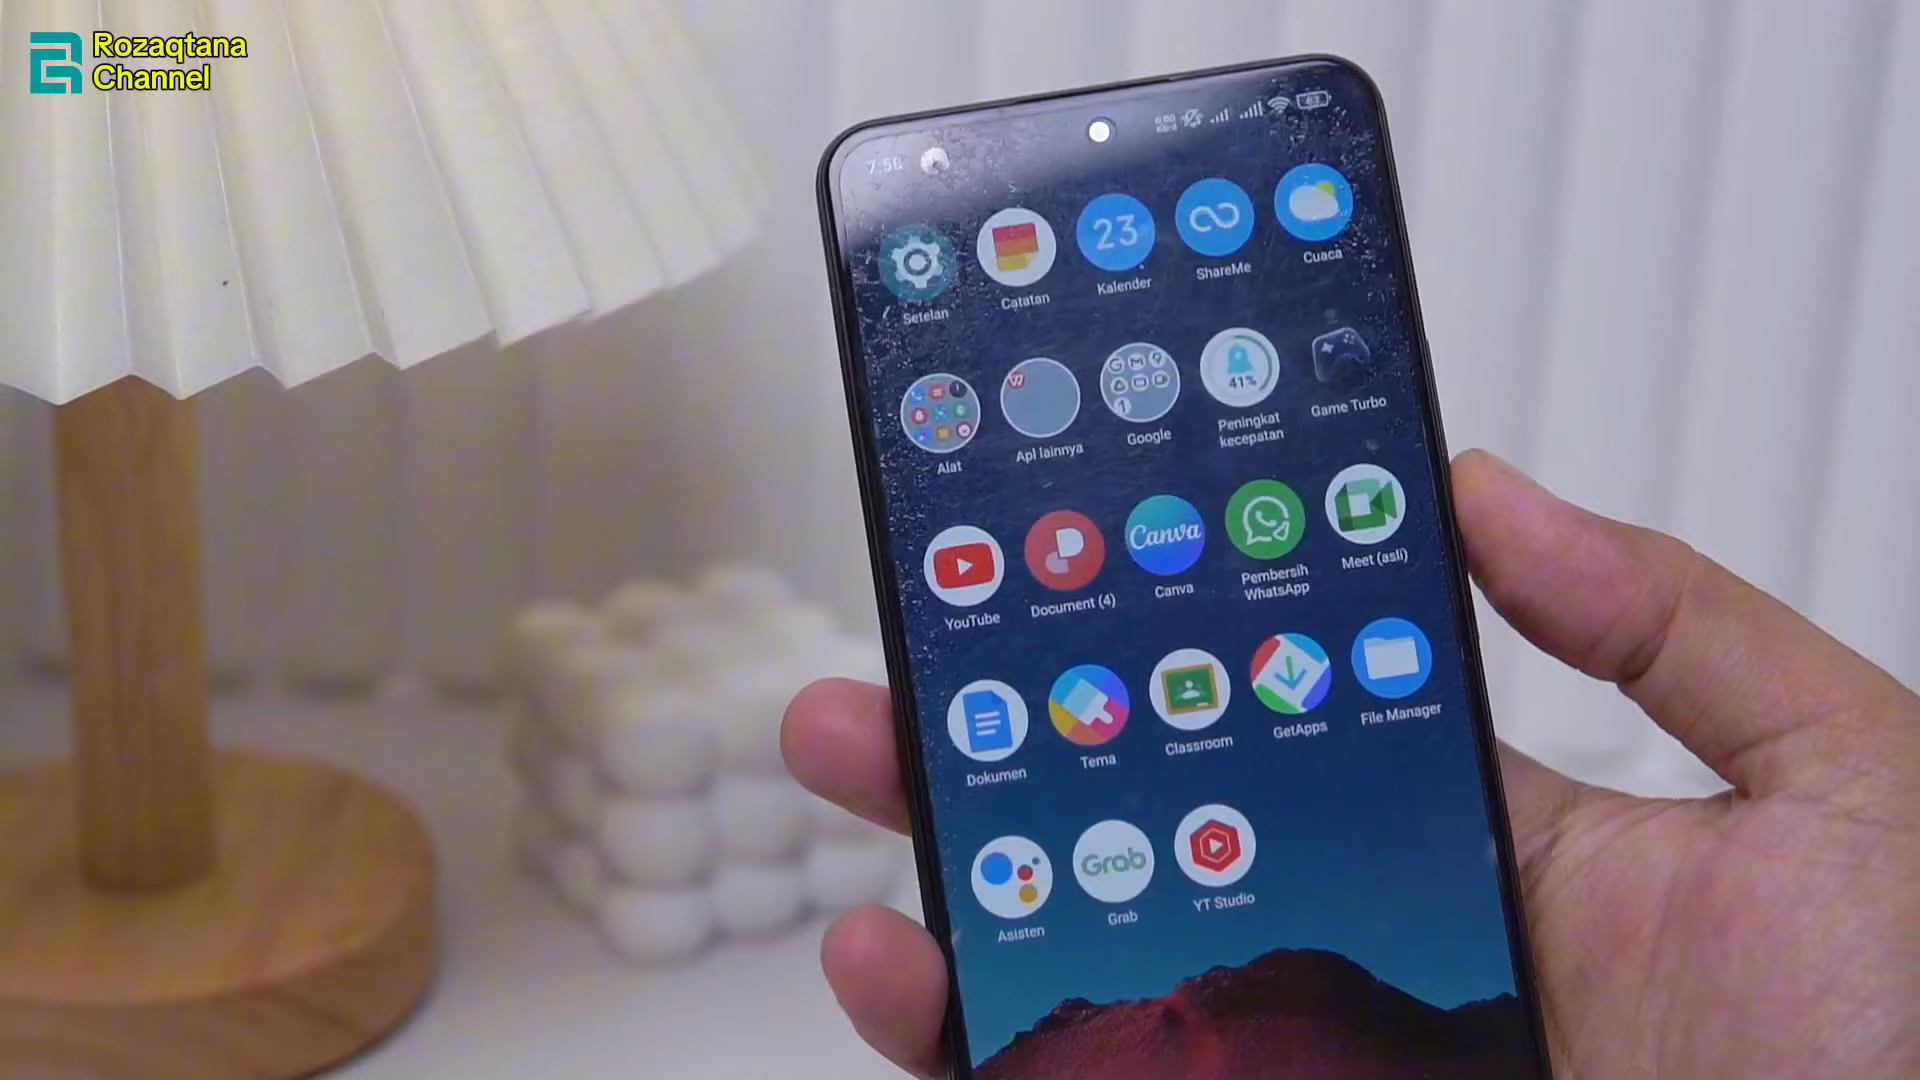 Rozaqtana
Channel
7:58
63
23
Setelan
Catatan
Kalender
ShareMe
Cuaca
41%
Alat
Apl lainnya
Google
Peningkat
kecepatan
Game Turbo
Canva
YouTube
Document (4)
Canva
Pembersih
WhatsApp
Meet (asli)
Dokumen
Tema
Classroom
GetApps
File Manager
Grab
Asisten
Grab
YT Studio